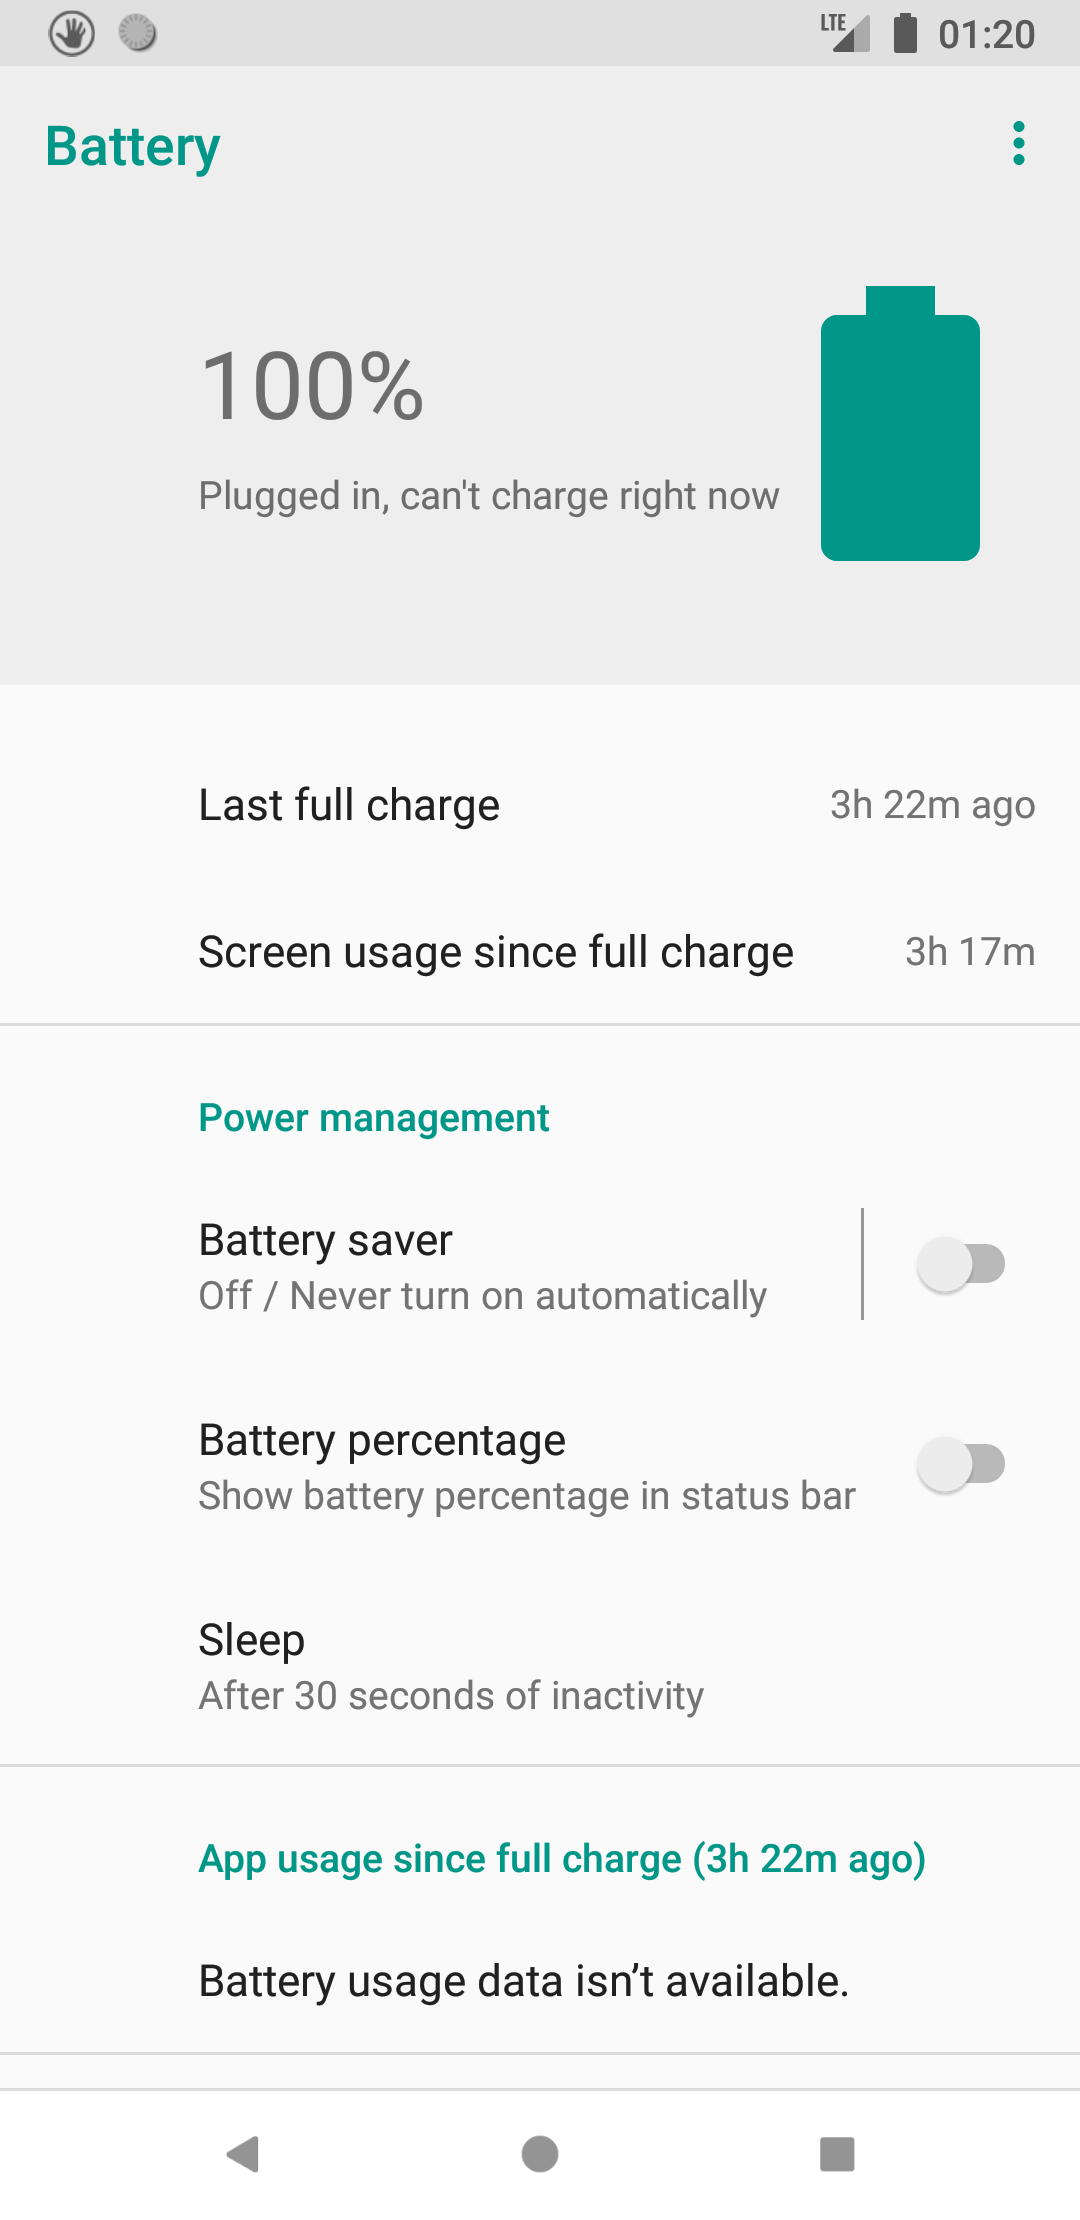 LTE 01:20
Battery
100%
Plugged in, can't charge right now
Last full charge 3h 22m ago
Screen usage since full charge 3h 17m
Power management
Battery saver
Off / Never turn on automatically
Battery percentage
Show battery percentage in status bar
Sleep
After 30 seconds of inactivity
App usage since full charge (3h 22m ago)
Battery usage data isn’t available.